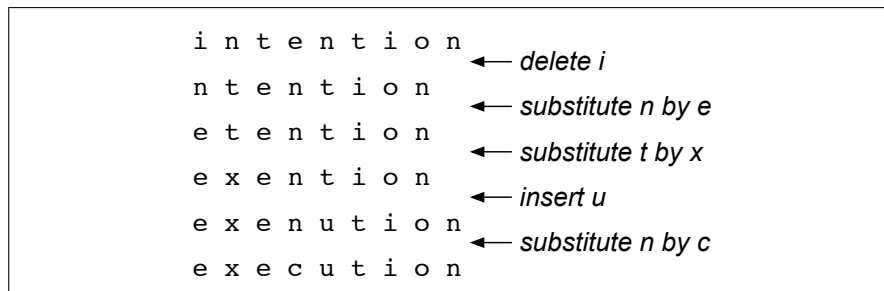 i n t e n t i o n
delete i
n t e n t i o n
substitute n by e
e t e n t i o n
substitute t by x
e x e n t i o n
insert u
e x e n u t i o n
substitute n by c
e x e c u t i o n